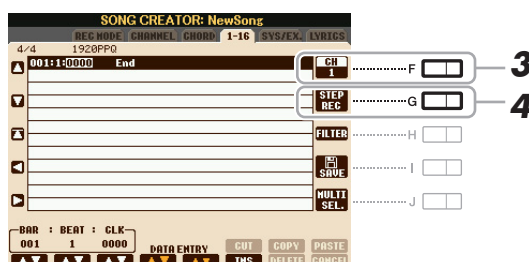 SONG CREATOR: NewSong
REC MODE CHANNEL CHORD 1-16 SYS/EX. LYRICS
4/4 1920PPQ
001:1:0000 End
CH
1
F
3
STEP
REC
G
4
FILTER
H
SAVE
I
MULTI
SEL.
J
BAR : BEAT : CLK
001 1 0000
DATA ENTRY
CUT COPY PASTE
INS DELETE CANCEL